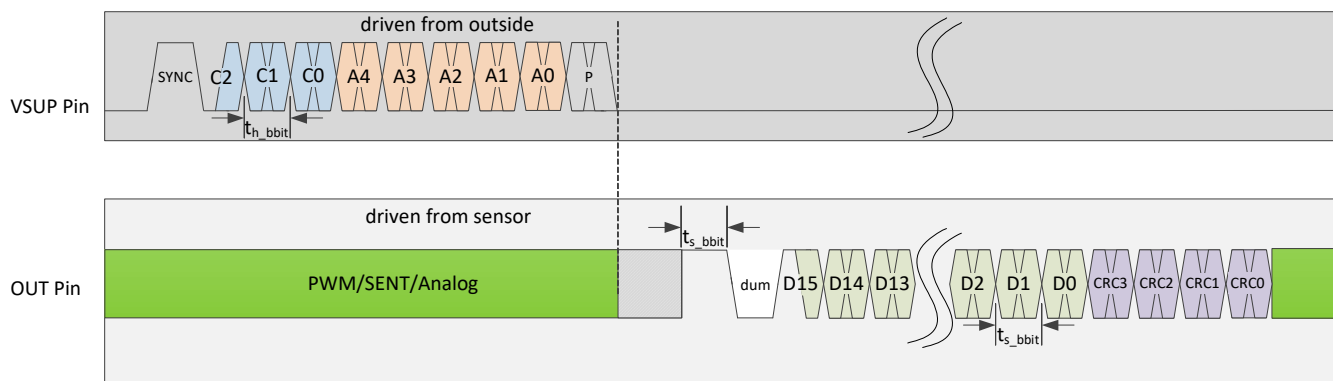 driven from outside
SYNC C2 C1 C0 A4 A3 A2 A1 A0 P
VSUP Pin
th_bbit
driven from sensor
ts_bbit
OUT Pin
PWM/SENT/Analog
dum D15 D14 D13 D2 D1 D0 CRC3 CRC2 CRC1 CRC0
ts_bbit